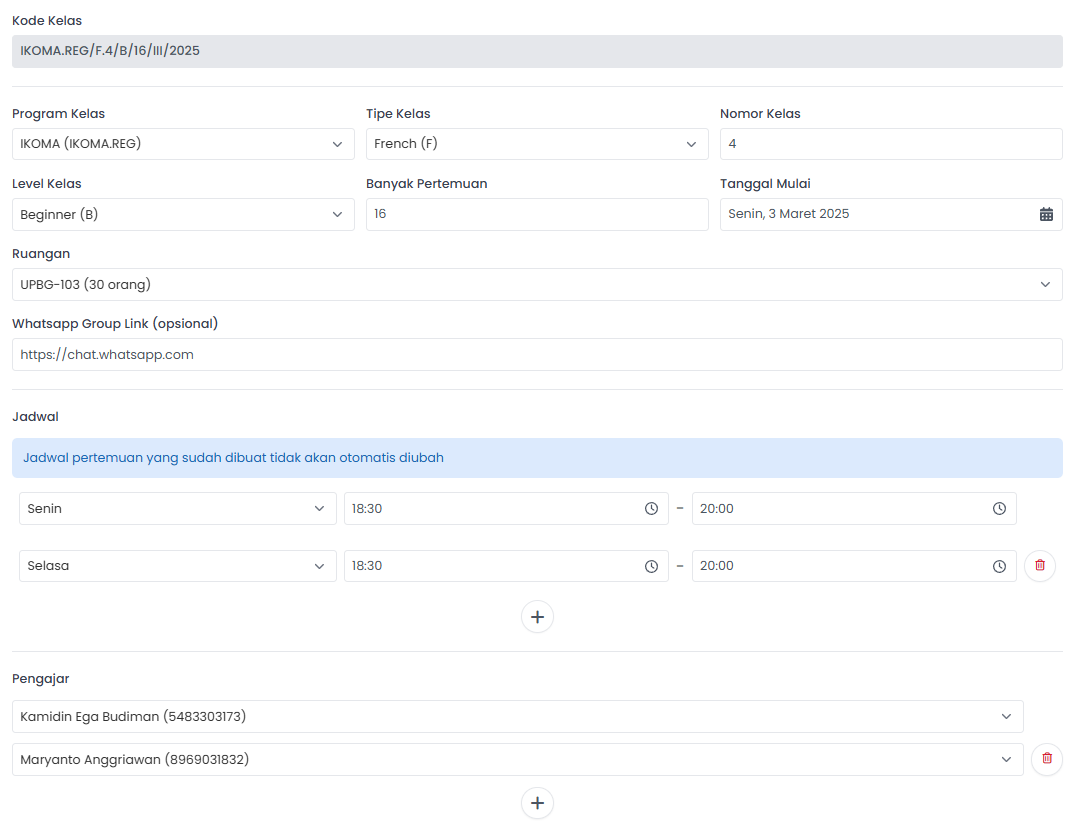 Kode Kelas
IKOMA.REG/F.4/B/16/III/2025
Program Kelas Tipe Kelas Nomor Kelas
IKOMA (IKOMA.REG) French (F) 4
Level Kelas Banyak Pertemuan Tanggal Mulai
Beginner (B) 16 Senin, 3 Maret 2025
Ruangan
UPBG-103 (30 orang)
Whatsapp Group Link (opsional)
https://chat.whatsapp.com
Jadwal
Jadwal pertemuan yang sudah dibuat tidak akan otomatis diubah
Senin 18:30 – 20:00
Selasa 18:30 – 20:00
Pengajar
Kamidin Ega Budiman (5483303173)
Maryanto Anggriawan (8969031832)